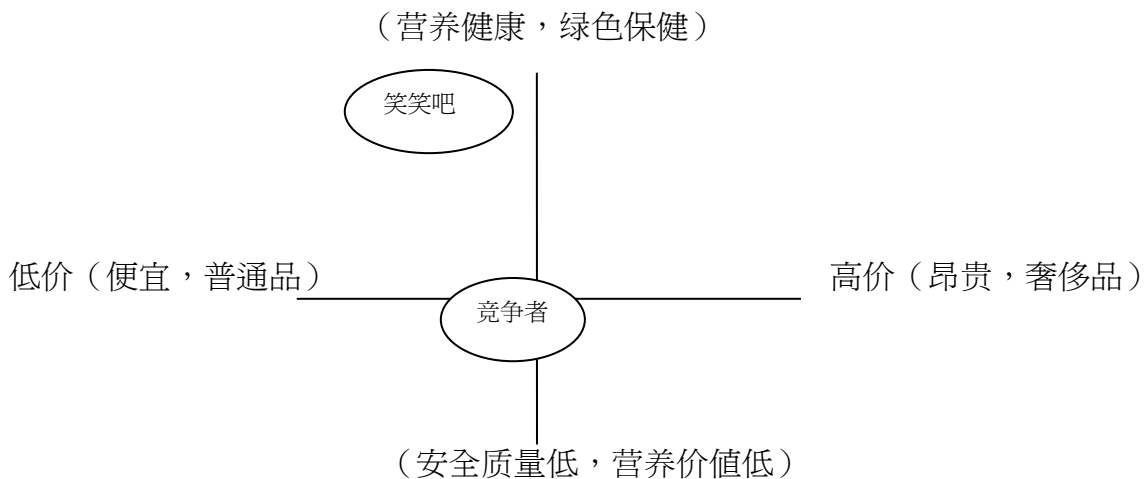 （营养健康，绿色保健）
笑笑吧
低价（便宜，普通品）
高价（昂贵，奢侈品）
竞争者
（安全质量低，营养价值低）